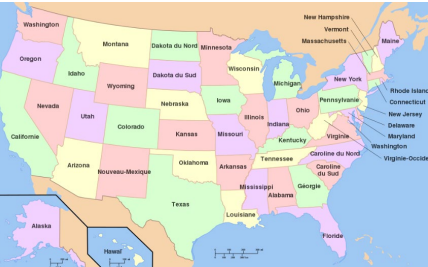 New Hampshire
Vermont
Massachusetts
Washington
Montana
Dakota du Nord
Minnesota
Maine
Oregon
Idaho
Wyoming
Dakota du Sud
Wisconsin
Michigan
New York
Rhode Island
Connecticut
New Jersey
Delaware
Maryland
Washington
Virginie-Occide
Nevada
Utah
Colorado
Nebraska
Iowa
Illinois
Indiana
Ohio
Pennsylvanie
Californie
Kansas
Missouri
Kentucky
Virginie
Arizona
Nouveau-Mexique
Oklahoma
Arkansas
Tennessee
Caroline du Nord
Caroline
du Sud
Texas
Louisiane
Mississippi
Alabama
Géorgie
Floride
Alaska
Hawaï